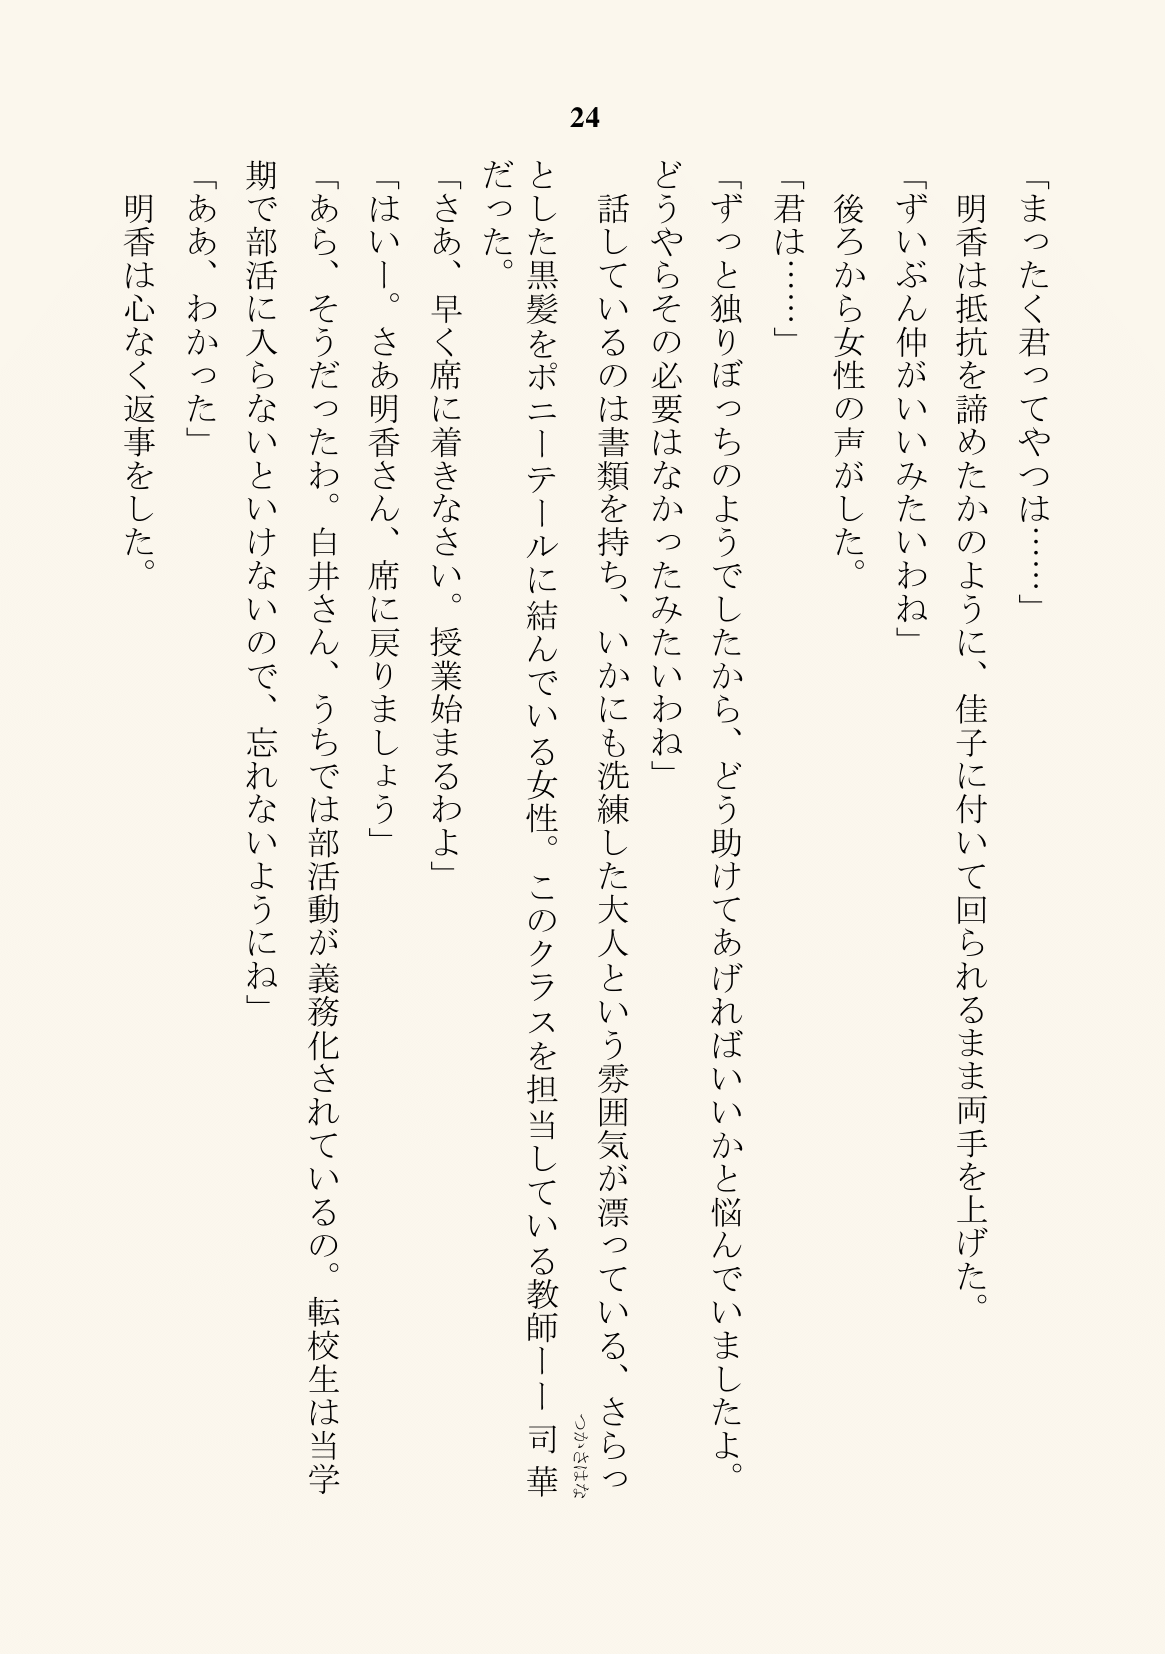 24
「まったく君ってやつは……」
明香は抵抗を諦めたかのように、佳子に付いて回られるまま両手を上げた。
「ずいぶん仲がいいみたいわね」
後ろから女性の声がした。
「君は……」
「ずっと独りぼっちのようでしたから、どう助けてあげればいいかと悩んでいましたよ。
どうやらその必要はなかったみたいわね」
話しているのは書類を持ち、いかにも洗練した大人という雰囲気が漂っている、さらっ
とした黒髪をポニーテールに結んでいる女性。このクラスを担当している教師ーー司華
つかさはな
だった。
「さあ、早く席に着きなさい。授業始まるわよ」
「はいー。さあ明香さん、席に戻りましょう」
「あら、そうだったわ。白井さん、うちでは部活動が義務化されているの。転校生は当学
期で部活に入らないといけないので、忘れないようにね」
「ああ、わかった」
明香は心なく返事をした。